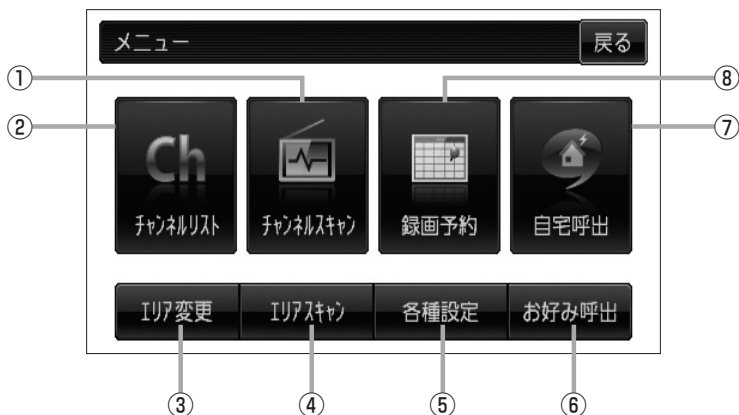 メニュー
戻る
①
⑧
②
⑦
Ch
ﾁｬﾝﾈﾙﾘｽﾄ
ﾁｬﾝﾈﾙｽｷｬﾝ
録画予約
自宅呼出
ｴﾘｱ変更
ｴﾘｱｽｷｬﾝ
各種設定
お好み呼出
③
④
⑤
⑥